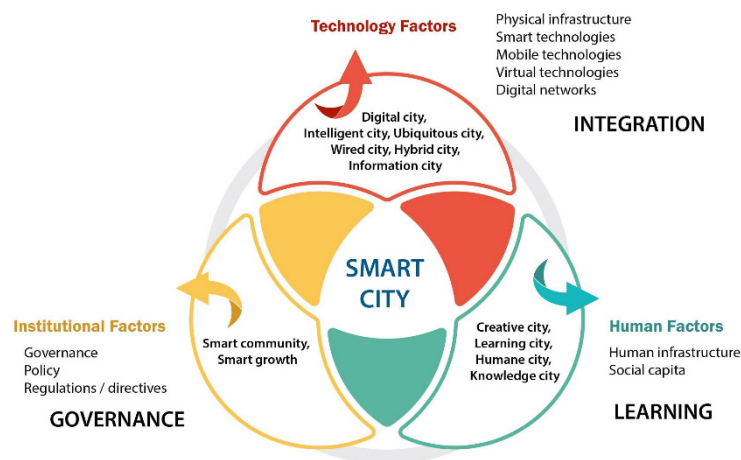 Technology Factors
Physical infrastructure
Smart technologies
Mobile technologies
Virtual technologies
Digital networks
INTEGRATION
Digital city,
Intelligent city, Ubiquitous city,
Wired city, Hybrid city,
Information city
SMART
CITY
Institutional Factors
Governance
Policy
Regulations / directives
GOVERNANCE
Smart community,
Smart growth
Creative city,
Learning city,
Humane city,
Knowledge city
Human Factors
Human infrastructure
Social capita
LEARNING